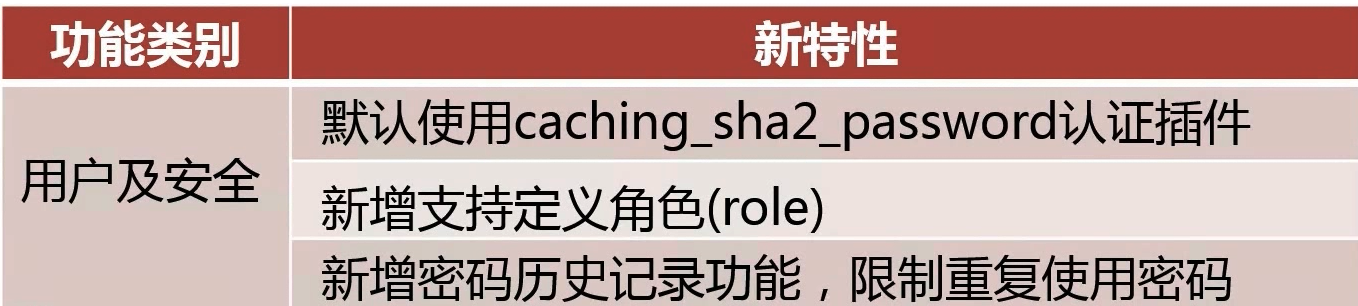 功能类别 新特性
默认使用caching_sha2_password认证插件
用户及安全
新增支持定义角色(role)
新增密码历史记录功能，限制重复使用密码